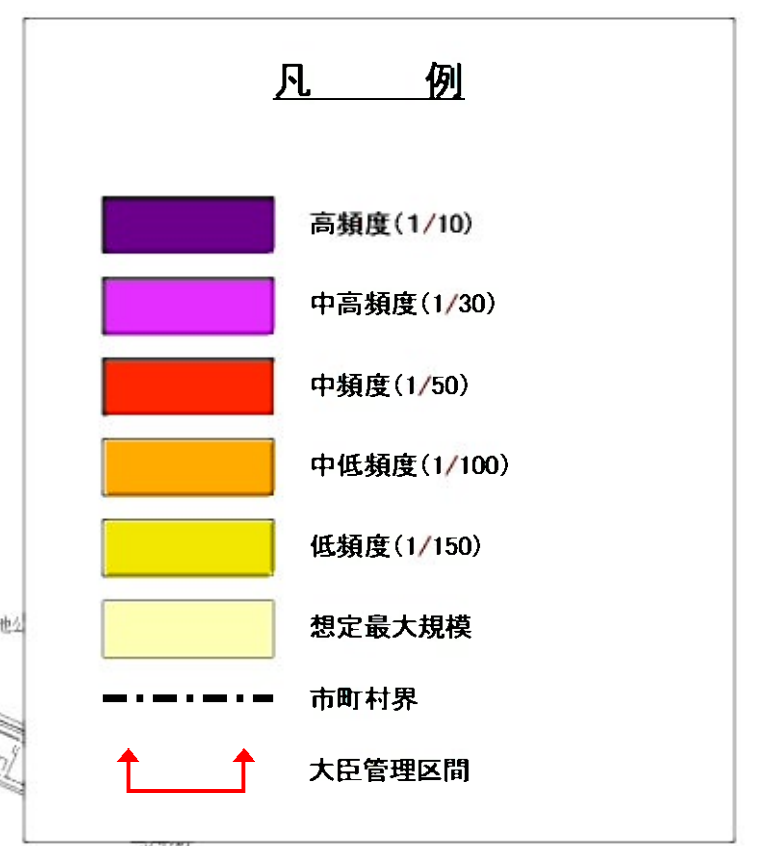 凡 例
高頻度(1/10)
中高頻度(1/30)
中頻度(1/50)
中低頻度(1/100)
低頻度(1/150)
想定最大規模
市町村界
大臣管理区間